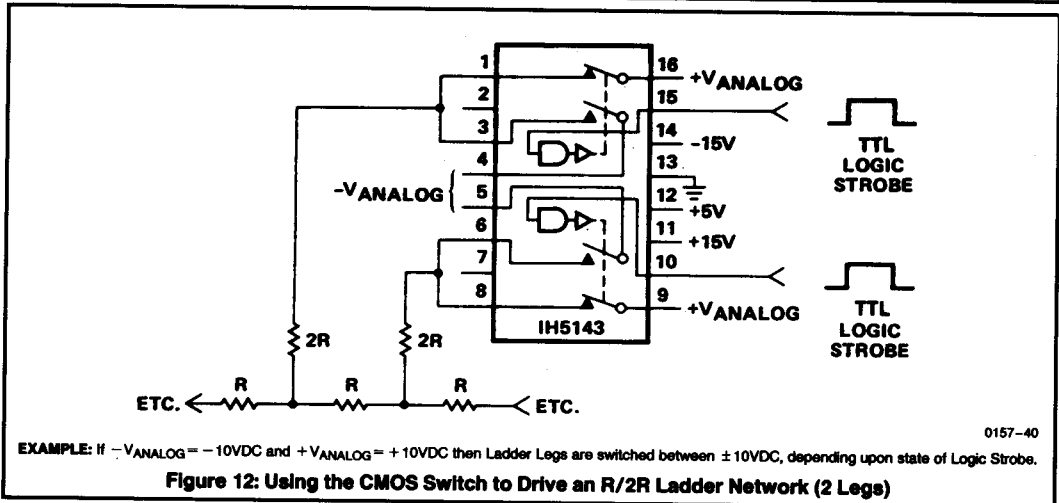 1
2
3
4
5
6
7
8
-VANALOG
16 +VANALOG
15
14 -15V
13
12 +5V
11 +15V
10
9 +VANALOG
IH5143
TTL
LOGIC
STROBE
TTL
LOGIC
STROBE
2R
2R
ETC.
R
R
R
ETC.
0157-40
EXAMPLE: If -VANALOG = -10VDC and +VANALOG = +10VDC then Ladder Legs are switched between ±10VDC, depending upon state of Logic Strobe.
Figure 12: Using the CMOS Switch to Drive an R/2R Ladder Network (2 Legs)